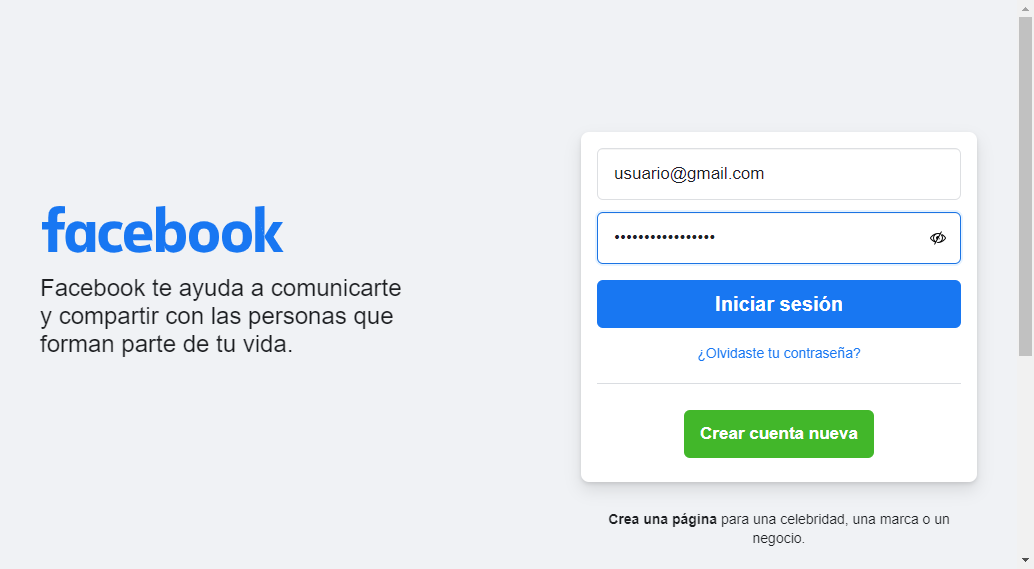 facebook
Facebook te ayuda a comunicarte
y compartir con las personas que
forman parte de tu vida.
usuario@gmail.com
•••••••••••••••••
Iniciar sesión
¿Olvidaste tu contraseña?
Crear cuenta nueva
Crea una página para una celebridad, una marca o un
negocio.